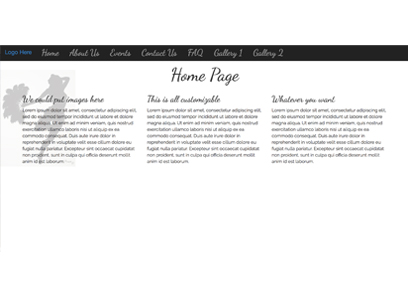 Logo Here Home About Us Events Contact Us FAQ Gallery 1 Gallery 2
Home Page
We could put images here
Lorem ipsum dolor sit amet, consectetur adipiscing elit,
sed do eiusmod tempor incididunt ut labore et dolore
magna aliqua. Ut enim ad minim veniam, quis nostrud
exercitation ullamco laboris nisi ut aliquip ex ea
commodo consequat. Duis aute irure dolor in
reprehenderit in voluptate velit esse cillum dolore eu
fugiat nulla pariatur. Excepteur sint occaecat cupidatat
non proident, sunt in culpa qui officia deserunt mollit
anim id est laborum.
This is all customizable
Lorem ipsum dolor sit amet, consectetur adipiscing elit,
sed do eiusmod tempor incididunt ut labore et dolore
magna aliqua. Ut enim ad minim veniam, quis nostrud
exercitation ullamco laboris nisi ut aliquip ex ea
commodo consequat. Duis aute irure dolor in
reprehenderit in voluptate velit esse cillum dolore eu
fugiat nulla pariatur. Excepteur sint occaecat cupidatat
non proident, sunt in culpa qui officia deserunt mollit
anim id est laborum.
Whatever you want
Lorem ipsum dolor sit amet, consectetur adipiscing elit,
sed do eiusmod tempor incididunt ut labore et dolore
magna aliqua. Ut enim ad minim veniam, quis nostrud
exercitation ullamco laboris nisi ut aliquip ex ea
commodo consequat. Duis aute irure dolor in
reprehenderit in voluptate velit esse cillum dolore eu
fugiat nulla pariatur. Excepteur sint occaecat cupidatat
non proident, sunt in culpa qui officia deserunt mollit
anim id est laborum.